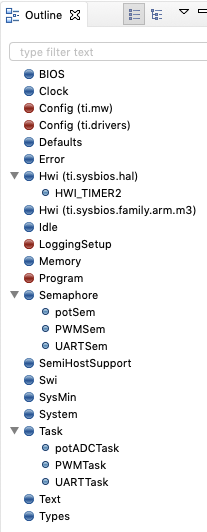 Outline
type filter text
BIOS
Clock
Config (ti.mw)
Config (ti.drivers)
Defaults
Error
Hwi (ti.sysbios.hal)
HWI_TIMER2
Hwi (ti.sysbios.family.arm.m3)
Idle
LoggingSetup
Memory
Program
Semaphore
potSem
PWMSem
UARTSem
SemiHostSupport
Swi
SysMin
System
Task
potADCTask
PWMTask
UARTTask
Text
Types